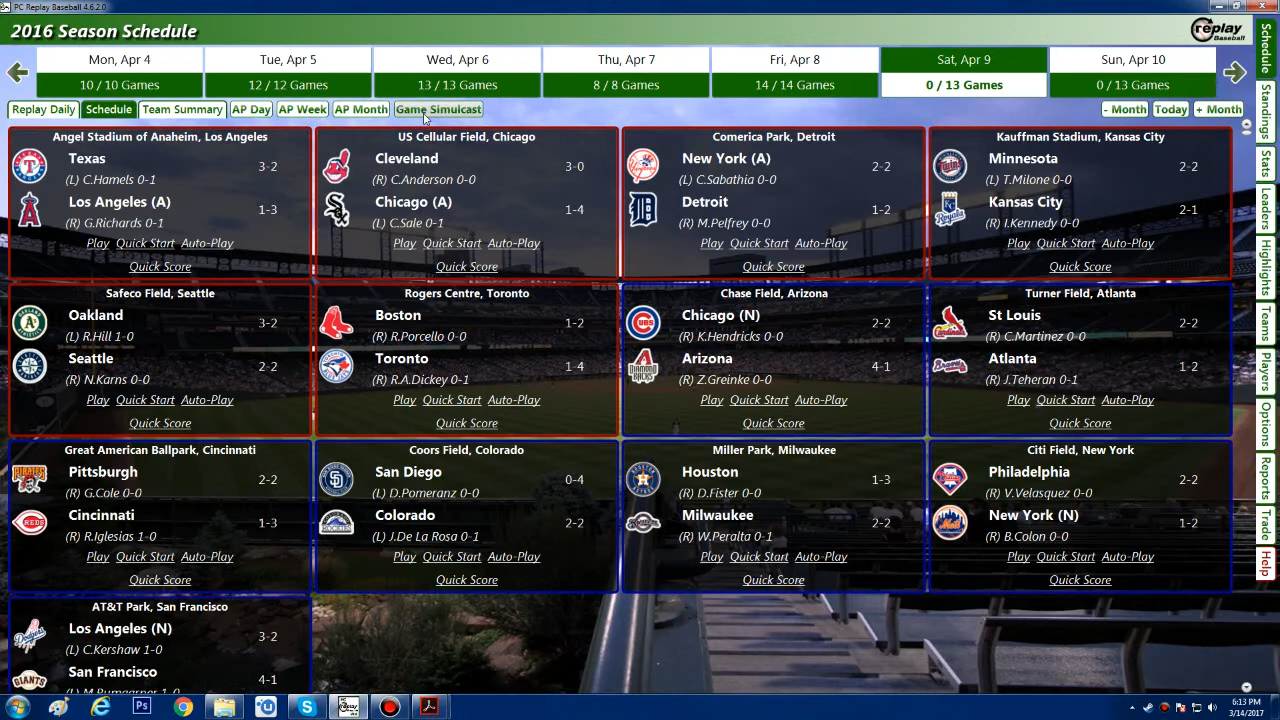 PC Replay Baseball 4.6.2.0
2016 Season Schedule
replay
Baseball
Mon, Apr 4
Tue, Apr 5
Wed, Apr 6
Thu, Apr 7
Fri, Apr 8
Sat, Apr 9
Sun, Apr 10
10 / 10 Games
12 / 12 Games
13 / 13 Games
8 / 8 Games
14 / 14 Games
0 / 13 Games
0 / 13 Games
Replay Daily
Schedule
Team Summary
AP Day
AP Week
AP Month
Game Simulcast
- Month
Today
+ Month
Angel Stadium of Anaheim, Los Angeles
Texas 3-2
(L) C.Hamels 0-1
Los Angeles (A) 1-3
(R) G.Richards 0-1
Play Quick Start Auto-Play
Quick Score
US Cellular Field, Chicago
Cleveland 3-0
(R) C.Anderson 0-0
Chicago (A) 1-4
(L) C.Sale 0-1
Play Quick Start Auto-Play
Quick Score
Comerica Park, Detroit
New York (A) 2-2
(L) C.Sabathia 0-0
Detroit 1-2
(R) M.Pelfrey 0-0
Play Quick Start Auto-Play
Quick Score
Kauffman Stadium, Kansas City
Minnesota 2-2
(L) T.Milone 0-0
Kansas City 2-1
(R) I.Kennedy 0-0
Play Quick Start Auto-Play
Quick Score
Safeco Field, Seattle
Oakland 3-2
(L) R.Hill 1-0
Seattle 2-2
(R) N.Karns 0-0
Play Quick Start Auto-Play
Quick Score
Rogers Centre, Toronto
Boston 1-2
(R) R.Porcello 0-0
Toronto 1-4
(R) R.A.Dickey 0-1
Play Quick Start Auto-Play
Quick Score
Chase Field, Arizona
Chicago (N) 2-2
(R) K.Hendricks 0-0
Arizona 4-1
(R) Z.Greinke 0-0
Play Quick Start Auto-Play
Quick Score
Turner Field, Atlanta
St Louis 2-2
(R) C.Martinez 0-0
Atlanta 1-2
(R) J.Teheran 0-1
Play Quick Start Auto-Play
Quick Score
Great American Ballpark, Cincinnati
Pittsburgh 2-2
(R) G.Cole 0-0
Cincinnati 1-3
(R) R.Iglesias 1-0
Play Quick Start Auto-Play
Quick Score
Coors Field, Colorado
San Diego 0-4
(L) D.Pomeranz 0-0
Colorado 2-2
(L) J.De La Rosa 0-1
Play Quick Start Auto-Play
Quick Score
Miller Park, Milwaukee
Houston 1-3
(R) D.Fister 0-0
Milwaukee 2-2
(R) W.Peralta 0-1
Play Quick Start Auto-Play
Quick Score
Citi Field, New York
Philadelphia 2-2
(R) V.Velasquez 0-0
New York (N) 1-2
(R) B.Colon 0-0
Play Quick Start Auto-Play
Quick Score
AT&T Park, San Francisco
Los Angeles (N) 3-2
(L) C.Kershaw 1-0
San Francisco 4-1
(L) M.Bumgarner 1-0
Schedule
Standings
Stats
Leaders
Highlights
Teams
Players
Options
Reports
Trade
Help
6:13 PM
3/14/2017